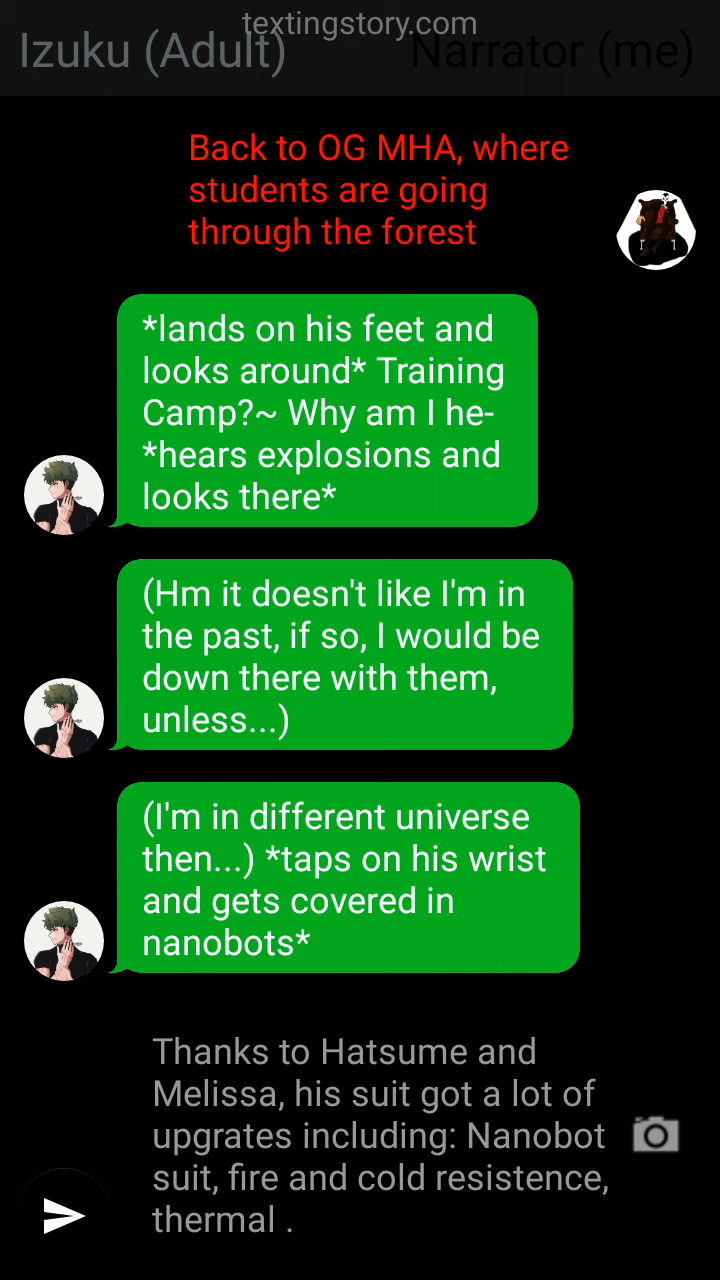 textingstory.com
Izuku (Adult)
Narrator (me)
Back to OG MHA, where
students are going
through the forest
*lands on his feet and
looks around* Training
Camp?~ Why am I he-
*hears explosions and
looks there*
(Hm it doesn't like I'm in
the past, if so, I would be
down there with them,
unless...)
(I'm in different universe
then...) *taps on his wrist
and gets covered in
nanobots*
Thanks to Hatsume and
Melissa, his suit got a lot of
upgrates including: Nanobot
suit, fire and cold resistence,
thermal .